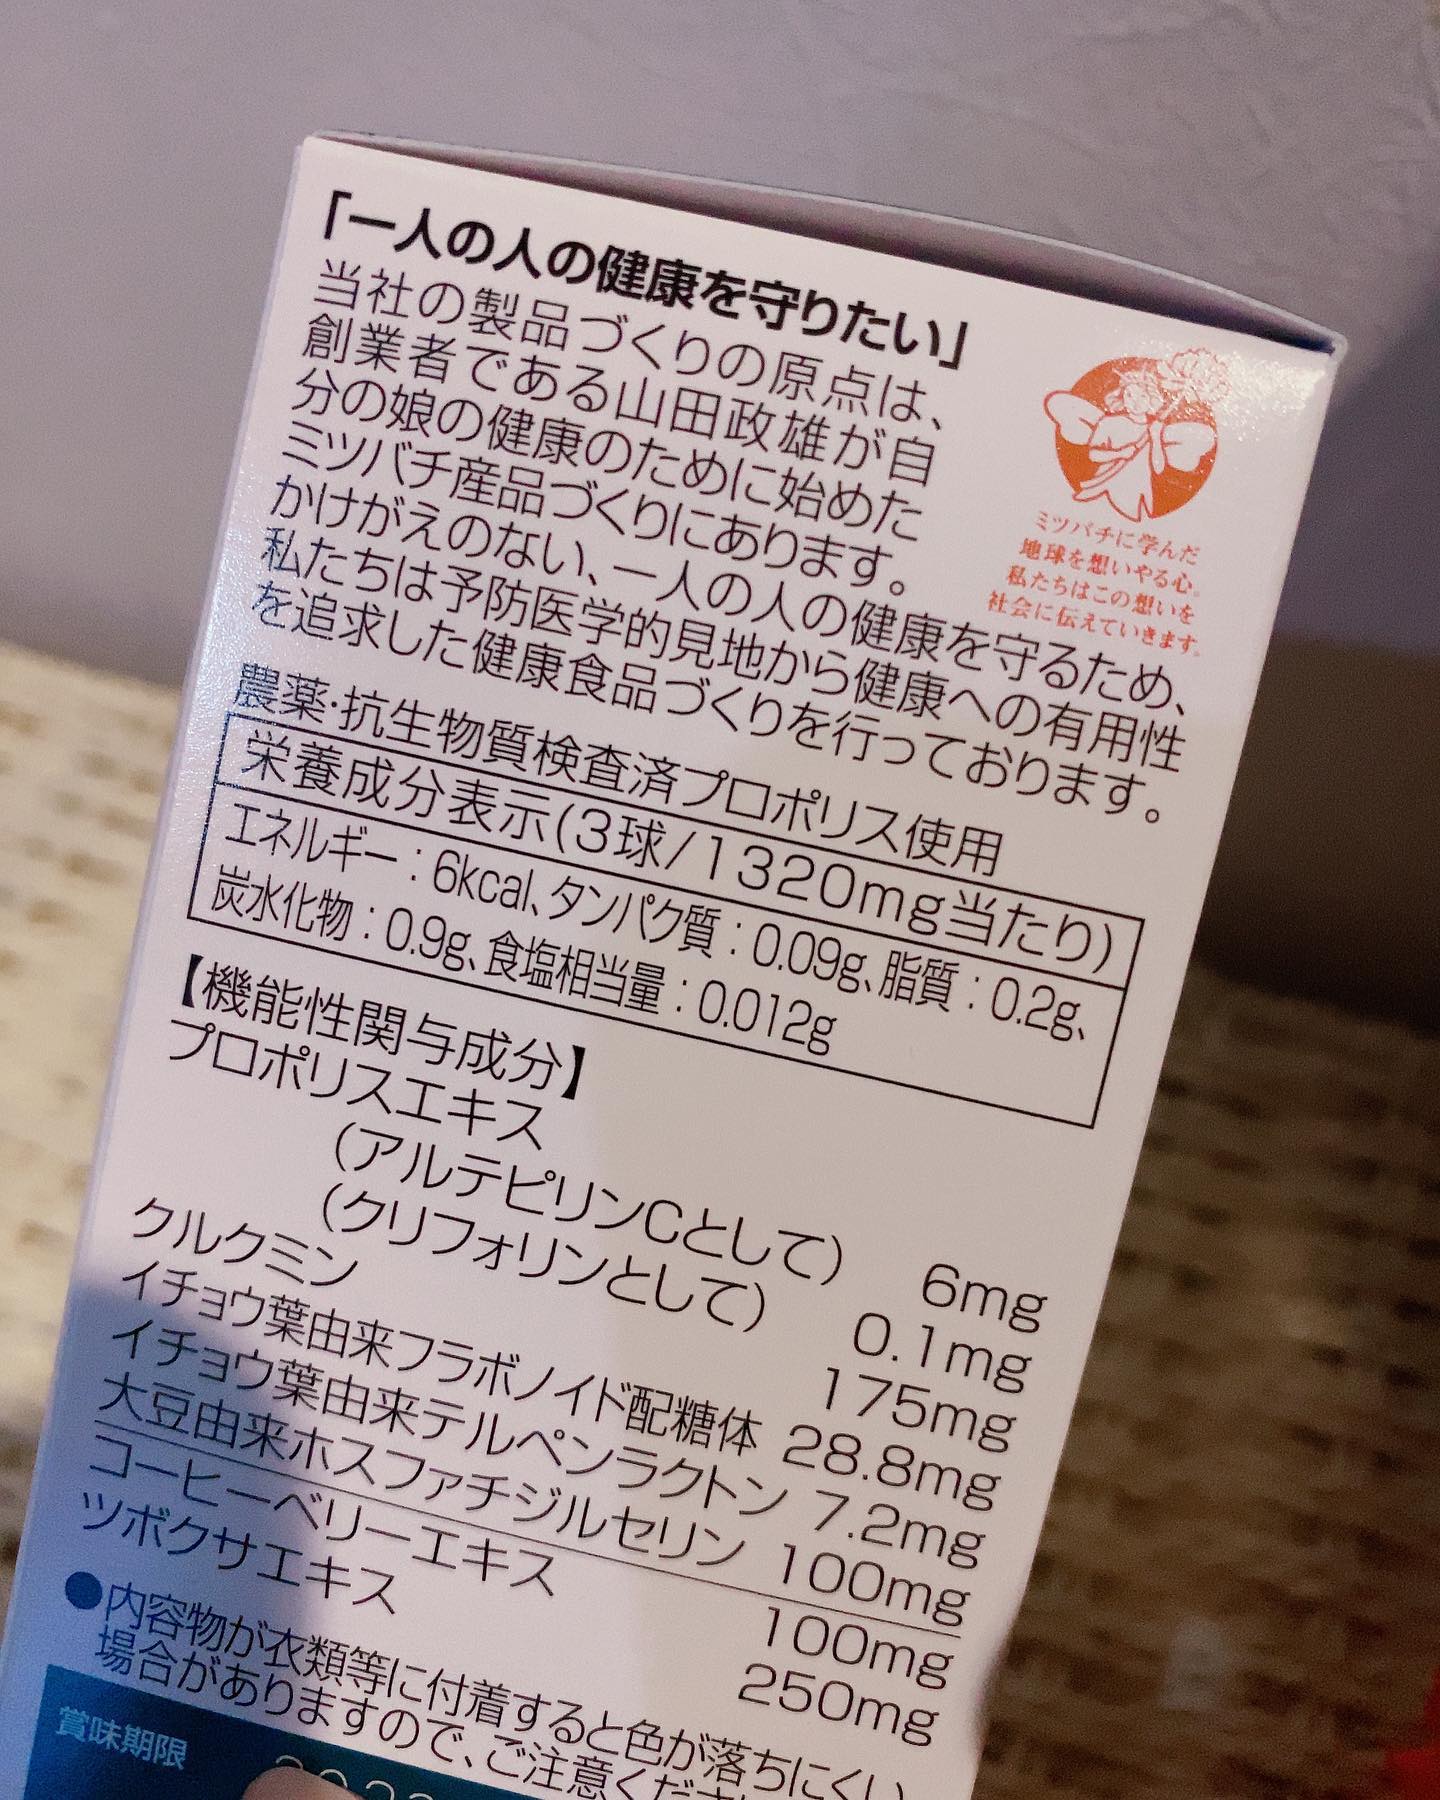 「一人の人の健康を守りたい」
当社の製品づくりの原点は、
創業者である山田政雄が自
分の娘の健康のために始めた
ミツバチ産品づくりにあります。
かけがえのない、一人の人の健康を守るため、
私たちは予防医学的見地から健康への有用性
を追求した健康食品づくりを行っております。
ミツバチに学んだ
地球を想いやる心。
私たちはこの想いを
社会に伝えていきます。
農薬・抗生物質検査済プロポリス使用
栄養成分表示(3球/1320mg当たり)
エネルギー：6kcal、タンパク質：0.09g、脂質：0.2g、
炭水化物：0.9g、食塩相当量：0.012g
【機能性関与成分】
プロポリスエキス
(アルテピリンCとして) 6mg
(クリフォリンとして) 0.1mg
クルクミン 175mg
イチョウ葉由来フラボノイド配糖体 28.8mg
イチョウ葉由来テルペンラクトン 7.2mg
大豆由来ホスファチジルセリン 100mg
コーヒーベリーエキス 100mg
ツボクサエキス 250mg
●内容物が衣類等に付着すると色が落ちにくい
場合がありますので、ご注意くださ
賞味期限